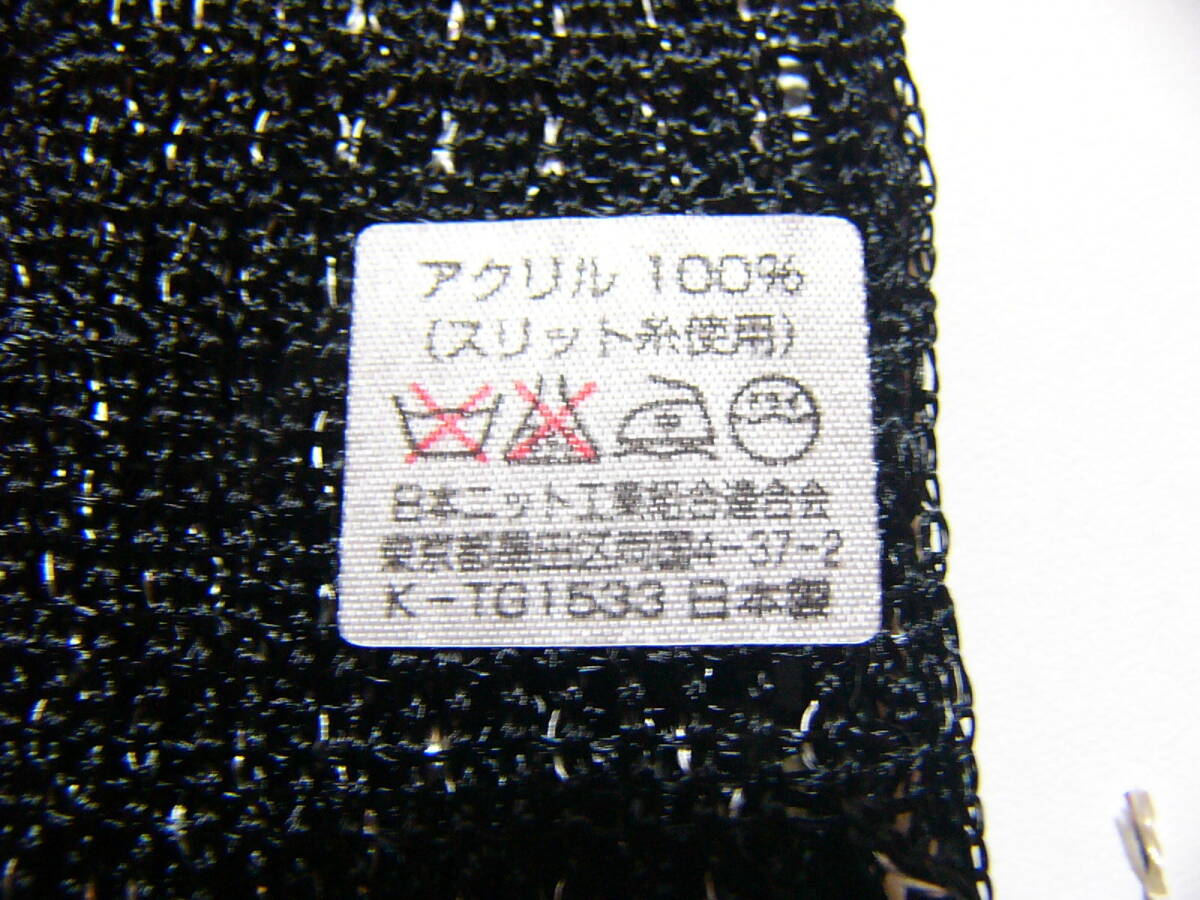 アクリル 100%
(スリット糸使用)
日本ニット工業組合連合会
東京都墨田区両国4-37-2
K-TG1533 日本製